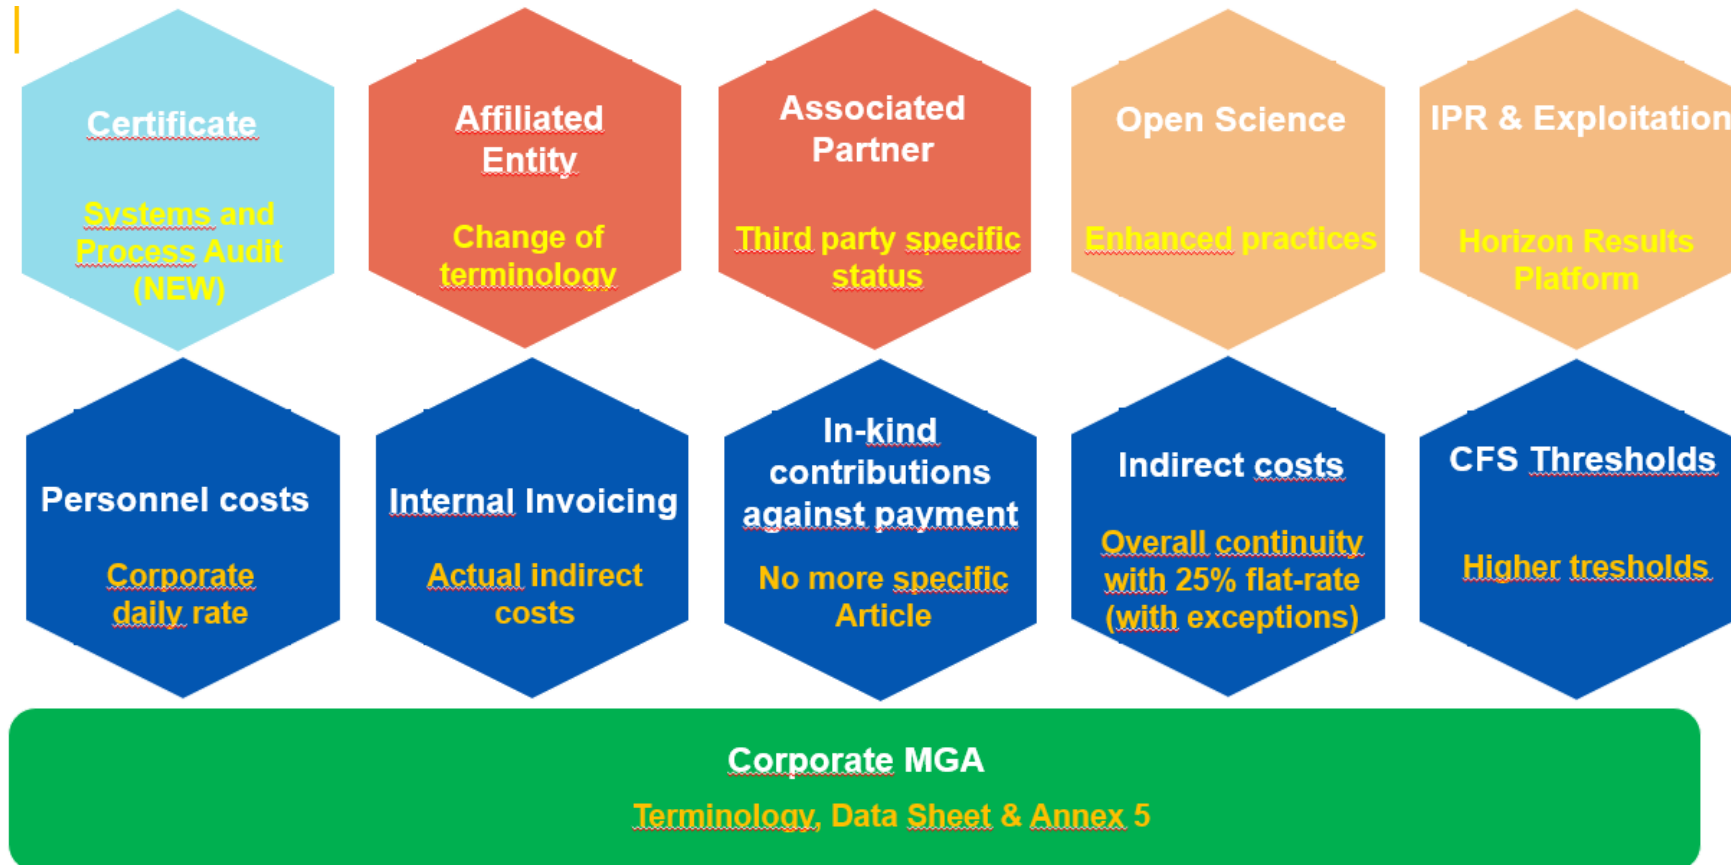 Certificate
Systems and
Process Audit
(NEW)
Affiliated
Entity
Change of
terminology
Associated
Partner
Third party specific
status
Open Science
Enhanced practices
IPR & Exploitation
Horizon Results
Platform
Personnel costs
Corporate
daily rate
Internal Invoicing
Actual indirect
costs
In-kind
contributions
against payment
No more specific
Article
Indirect costs
Overall continuity
with 25% flat-rate
(with exceptions)
CFS Thresholds
Higher tresholds
Corporate MGA
Terminology, Data Sheet & Annex 5